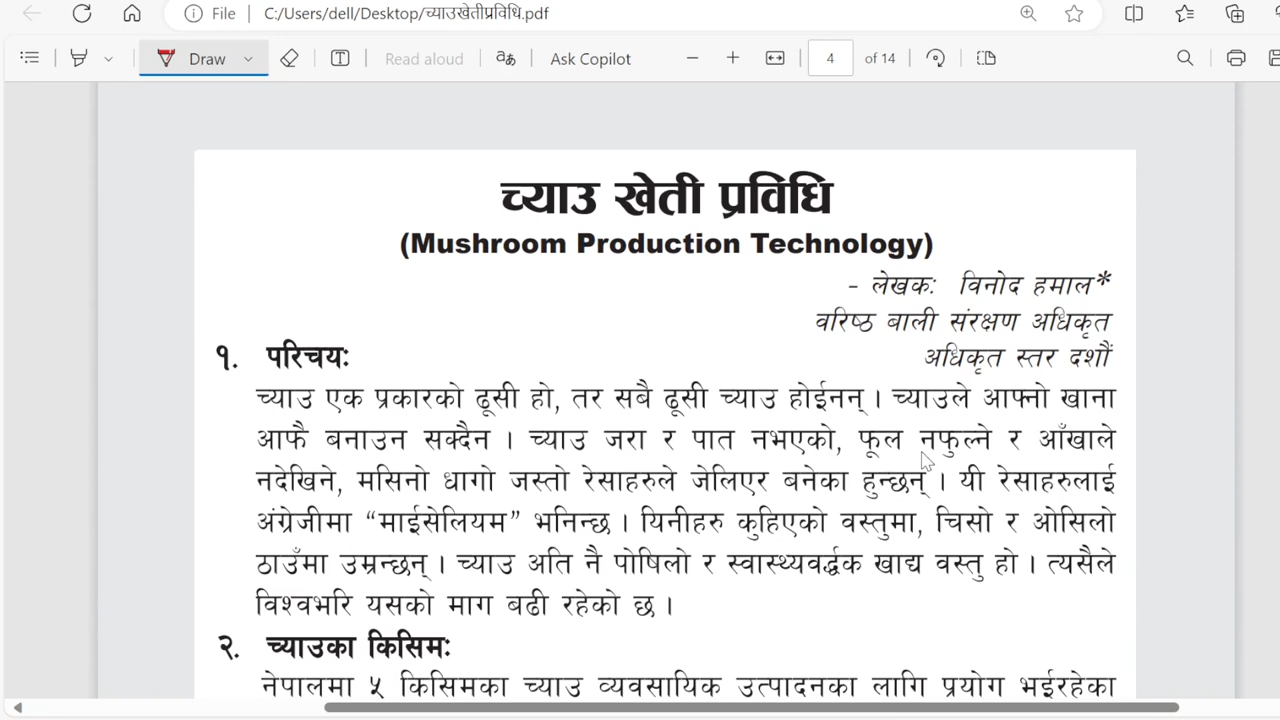 File
C:/Users/dell/Desktop/च्याउखेतीप्रविधि.pdf
Draw
Read aloud
Ask Copilot
4
of 14
च्याउ खेती प्रविधि
(Mushroom Production Technology)
- लेखकः विनोद हमाल*
वरिष्ठ बाली संरक्षण अधिकृत
अधिकृत स्तर दशौं
१. परिचयः
च्याउ एक प्रकारको ढूसी हो, तर सबै ढूसी च्याउ होईनन् । च्याउले आफ्नो खाना
आफै बनाउन सक्दैन । च्याउ जरा र पात नभएको, फूल नफुल्ने र आँखाले
नदेखिने, मसिनो धागो जस्तो रेसाहरुले जेलिएर बनेका हुन्छन् । यी रेसाहरुलाई
अंग्रेजीमा “माईसेलियम” भनिन्छ । यिनीहरु कुहिएको वस्तुमा, चिसो र ओसिलो
ठाउँमा उम्रन्छन् । च्याउ अति नै पोषिलो र स्वास्थ्यवर्द्धक खाद्य वस्तु हो । त्यसैले
विश्वभरि यसको माग बढी रहेको छ ।
२. च्याउका किसिमः
नेपालमा ५ किसिमका च्याउ व्यवसायिक उत्पादनका लागि प्रयोग भईरहेका